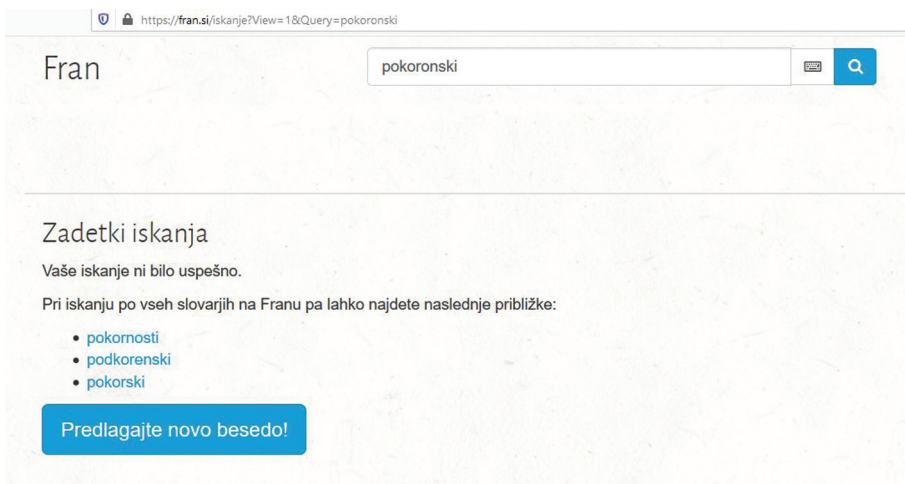 https://fran.si/iskanje?View=1&Query=pokoronski
Fran
pokoronski
Zadetki iskanja
Vaše iskanje ni bilo uspešno.
Pri iskanju po vseh slovarjih na Franu pa lahko najdete naslednje približke:
• pokornosti
• podkorenski
• pokorski
Predlagajte novo besedo!